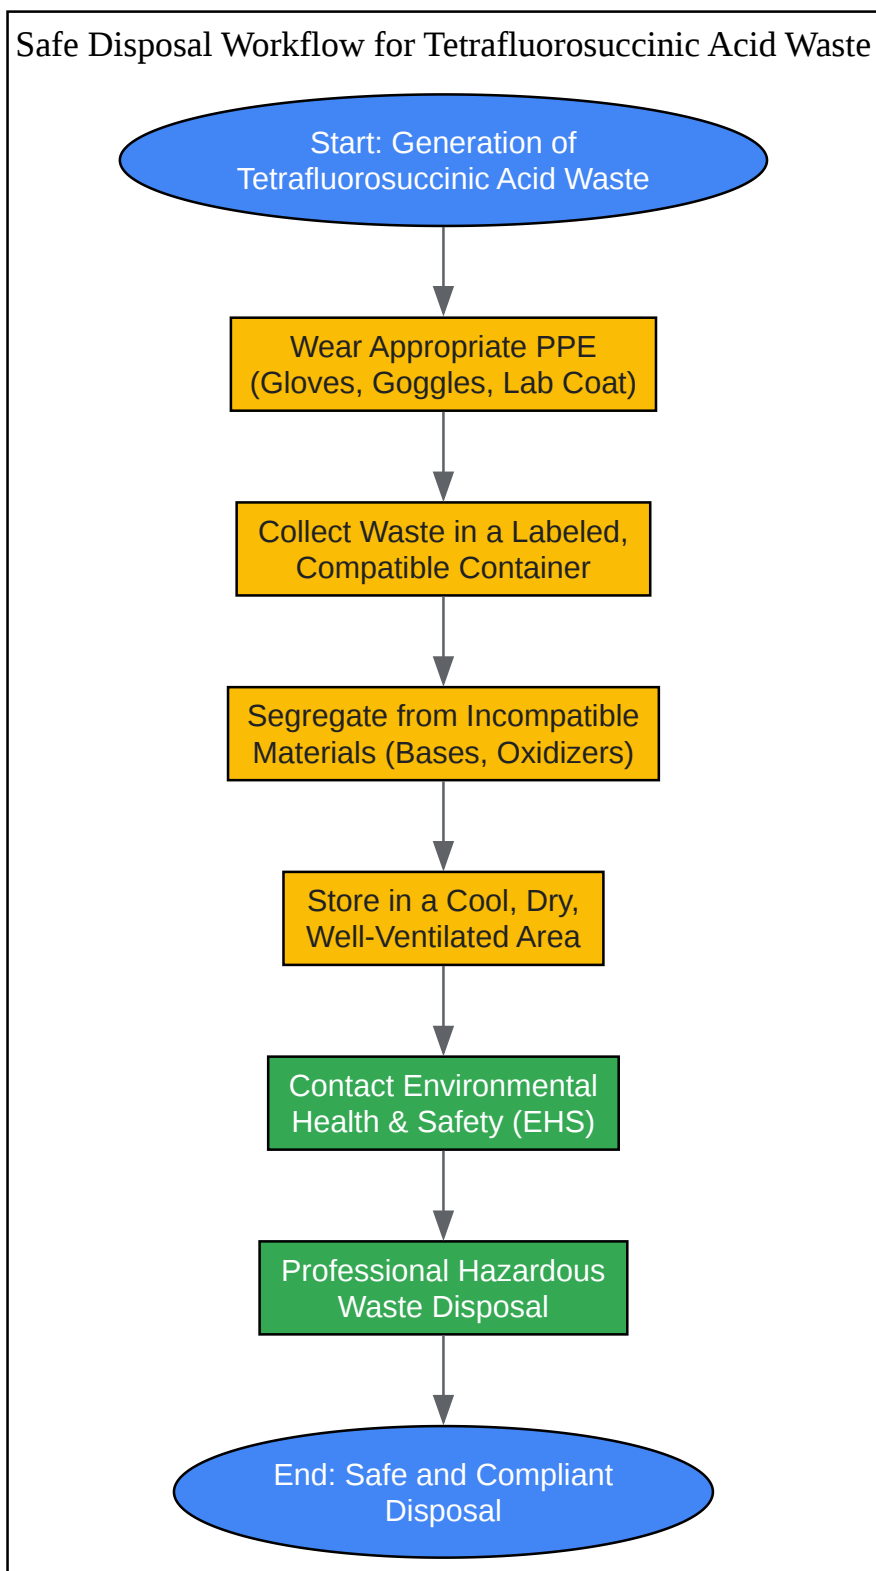 Safe Disposal Workflow for Tetrafluorosuccinic Acid Waste
Start: Generation of
Tetrafluorosuccinic Acid Waste
Wear Appropriate PPE
(Gloves, Goggles, Lab Coat)
Collect Waste in a Labeled,
Compatible Container
Segregate from Incompatible
Materials (Bases, Oxidizers)
Store in a Cool, Dry,
Well-Ventilated Area
Contact Environmental
Health & Safety (EHS)
Professional Hazardous
Waste Disposal
End: Safe and Compliant
Disposal